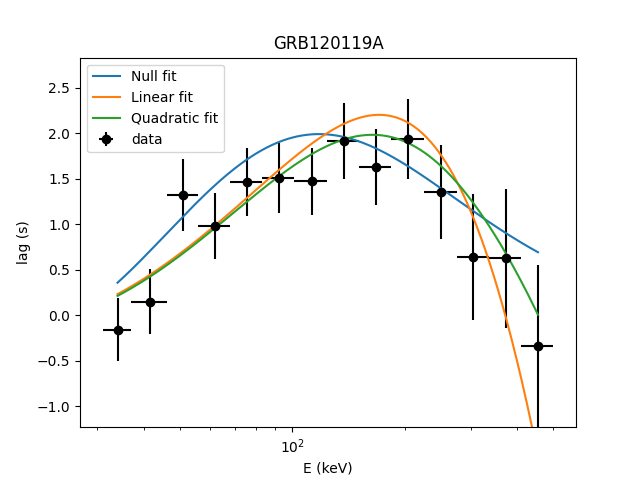 GRB120119A
Null fit
Linear fit
Quadratic fit
data
lag (s)
2.5
2.0
1.5
1.0
0.5
0.0
−0.5
−1.0
10²
E (keV)